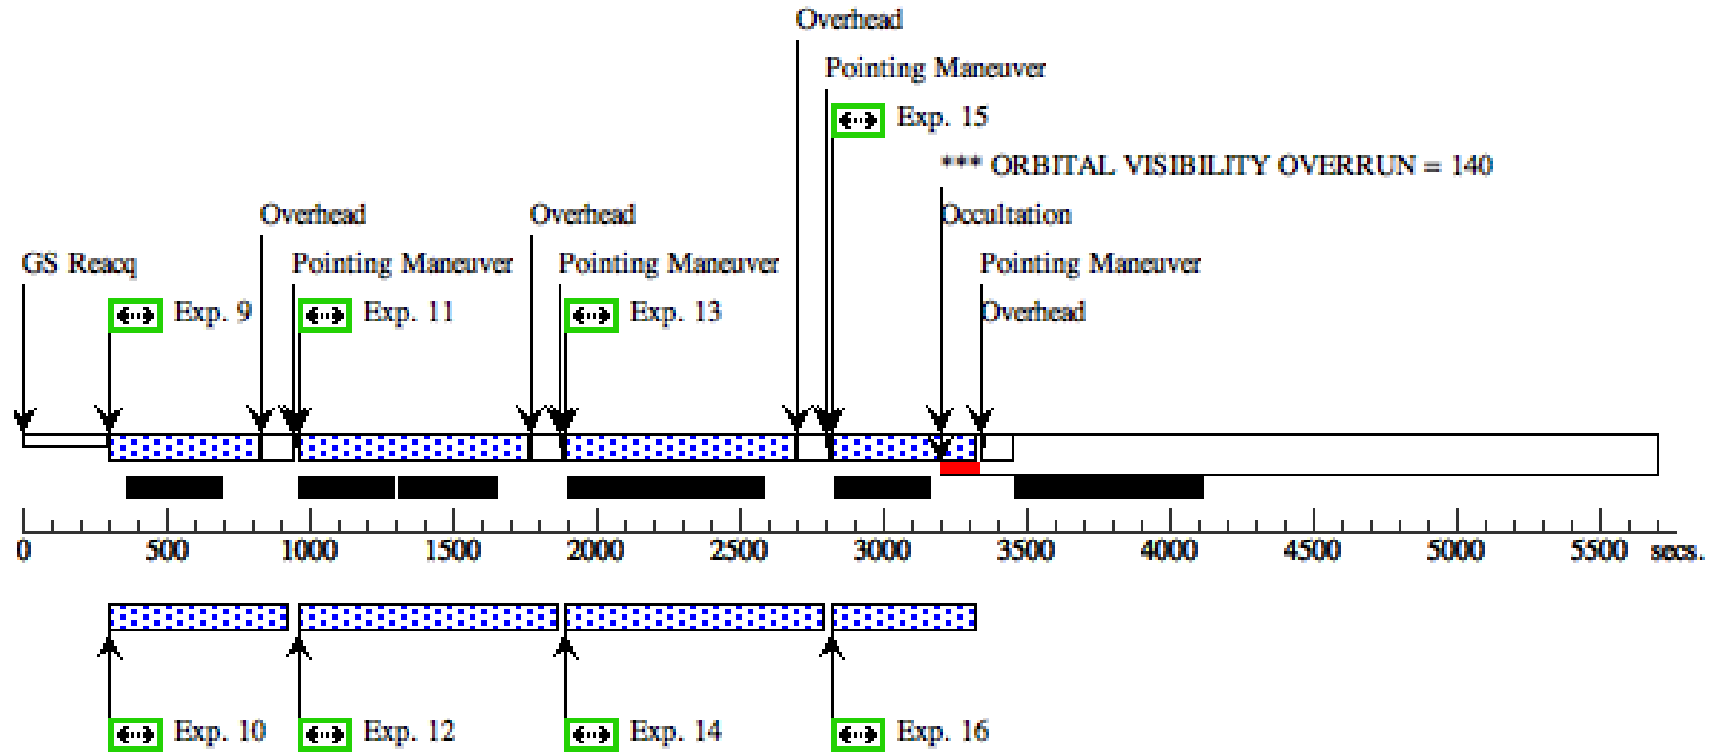 Overhead
Pointing Maneuver
Exp. 15
*** ORBITAL VISIBILITY OVERRUN = 140
Overhead Overhead Occultation
GS Reacq Pointing Maneuver Pointing Maneuver Pointing Maneuver
Exp. 9 Exp. 11 Exp. 13 Overhead
0 500 1000 1500 2000 2500 3000 3500 4000 4500 5000 5500 secs.
Exp. 10 Exp. 12 Exp. 14 Exp. 16